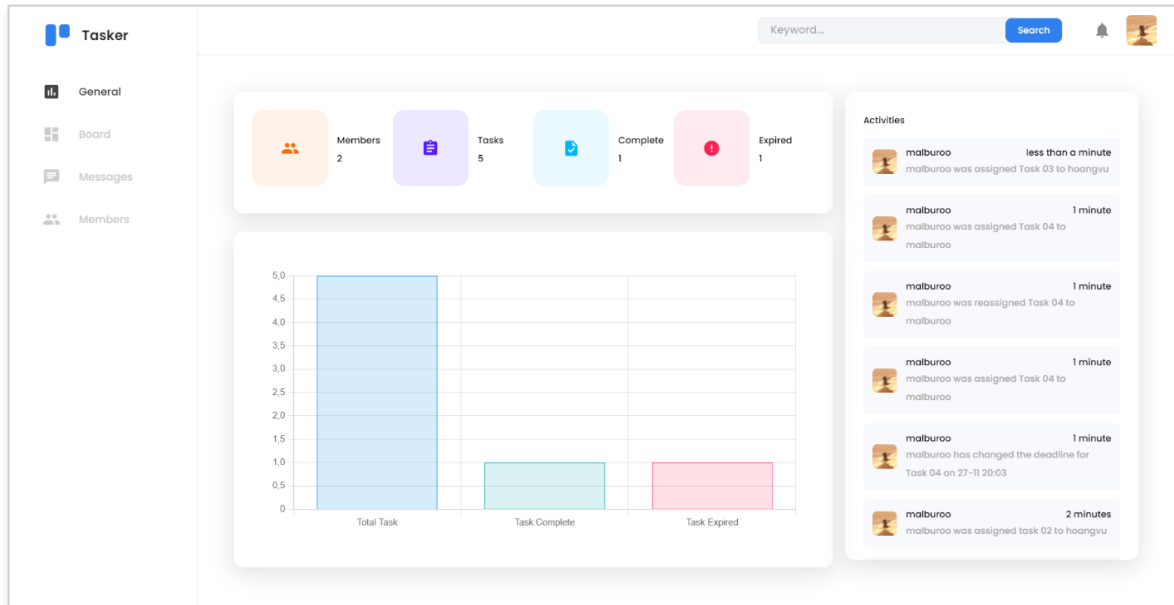 Tasker
Keyword...
Search
General
Board
Messages
Members
Members
2
Tasks
5
Complete
1
Expired
1
5,0
4,5
4,0
3,5
3,0
2,5
2,0
1,5
1,0
0,5
0
Total Task
Task Complete
Task Expired
Activities
malburoo less than a minute
malburoo was assigned Task 03 to hoangvu
malburoo 1 minute
malburoo was assigned Task 04 to
malburoo
malburoo 1 minute
malburoo was reassigned Task 04 to
malburoo
malburoo 1 minute
malburoo was assigned Task 04 to
malburoo
malburoo 1 minute
malburoo has changed the deadline for
Task 04 on 27-11 20:03
malburoo 2 minutes
malburoo was assigned task 02 to hoangvu